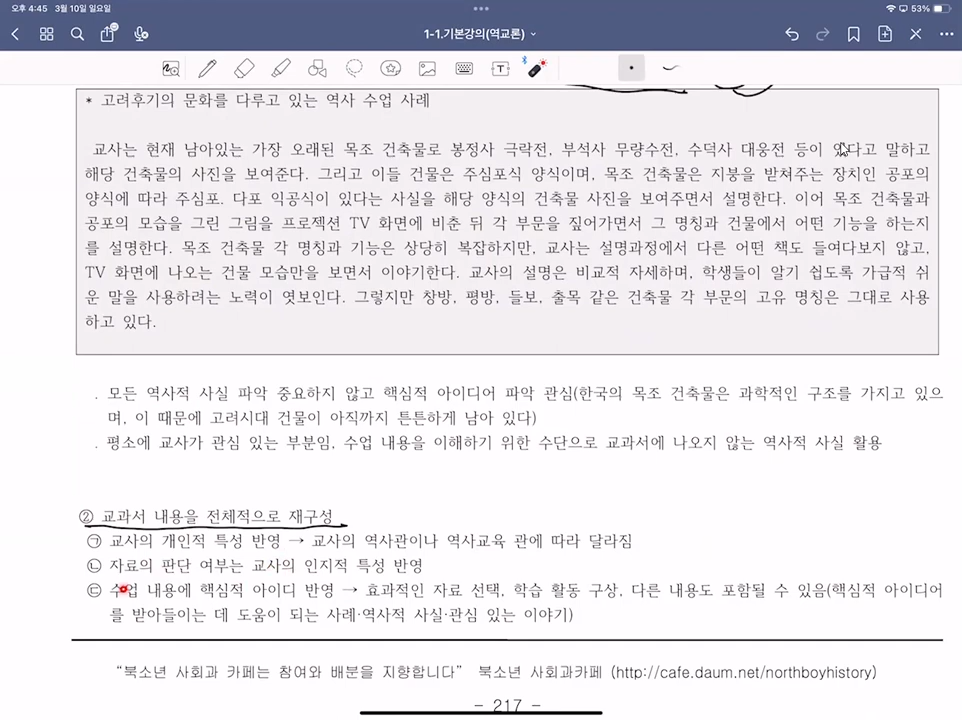 오후 4:45 3월 10일 일요일
53%
1-1.기본강의(역교론)
* 고려후기의 문화를 다루고 있는 역사 수업 사례
교사는 현재 남아있는 가장 오래된 목조 건축물로 봉정사 극락전, 부석사 무량수전, 수덕사 대웅전 등이 있다고 말하고
해당 건축물의 사진을 보여준다. 그리고 이들 건물은 주심포식 양식이며, 목조 건축물은 지붕을 받쳐주는 장치인 공포의
양식에 따라 주심포. 다포 익공식이 있다는 사실을 해당 양식의 건축물 사진을 보여주면서 설명한다. 이어 목조 건축물과
공포의 모습을 그린 그림을 프로젝션 TV 화면에 비춘 뒤 각 부문을 짚어가면서 그 명칭과 건물에서 어떤 기능을 하는지
를 설명한다. 목조 건축물 각 명칭과 기능은 상당히 복잡하지만, 교사는 설명과정에서 다른 어떤 책도 들여다보지 않고,
TV 화면에 나오는 건물 모습만을 보면서 이야기한다. 교사의 설명은 비교적 자세하며, 학생들이 알기 쉽도록 가급적 쉬
운 말을 사용하려는 노력이 엿보인다. 그렇지만 창방, 평방, 들보, 출목 같은 건축물 각 부문의 고유 명칭은 그대로 사용
하고 있다.
. 모든 역사적 사실 파악 중요하지 않고 핵심적 아이디어 파악 관심(한국의 목조 건축물은 과학적인 구조를 가지고 있으
며, 이 때문에 고려시대 건물이 아직까지 튼튼하게 남아 있다)
. 평소에 교사가 관심 있는 부분임, 수업 내용을 이해하기 위한 수단으로 교과서에 나오지 않는 역사적 사실 활용
② 교과서 내용을 전체적으로 재구성
㉠ 교사의 개인적 특성 반영 → 교사의 역사관이나 역사교육 관에 따라 달라짐
㉡ 자료의 판단 여부는 교사의 인지적 특성 반영
㉢ 수업 내용에 핵심적 아이디 반영 → 효과적인 자료 선택, 학습 활동 구상, 다른 내용도 포함될 수 있음(핵심적 아이디어
를 받아들이는 데 도움이 되는 사례·역사적 사실·관심 있는 이야기)
“북소년 사회과 카페는 참여와 배분을 지향합니다” 북소년 사회과카페 (http://cafe.daum.net/northboyhistory)
- 217 -